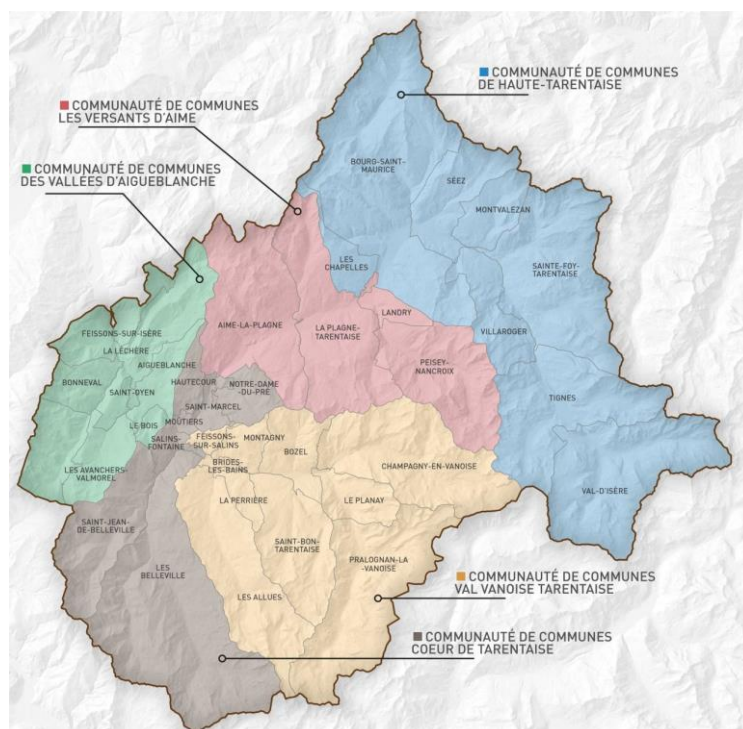 COMMUNAUTÉ DE COMMUNES
DE HAUTE-TARENTAISE
COMMUNAUTÉ DE COMMUNES
LES VERSANTS D'AIME
COMMUNAUTÉ DE COMMUNES
DES VALLÉES D'AIGUEBLANCHE
BOURG-SAINT-
MAURICE
SÉEZ
MONTVALEZAN
SAINTE-FOY-
TARENTAISE
LES
CHAPELLES
LANDRY
VILLAROGER
AIME-LA-PLAGNE
LA PLAGNE-
TARENTAISE
PEISEY-
NANCROIX
TIGNES
VAL-D'ISÈRE
FEISSONS-SUR-ISÈRE
LA LÉCHÈRE
AIGUEBLANCHE
BONNEVAL
SAINT-OYEN
LE BOIS
LES AVANCHERS-
VALMOREL
HAUTECOUR
NOTRE-DAME-
DU-PRÉ
SAINT-MARCEL
MOÛTIERS
SALINS-
FONTAINE
FEISSONS-
SUR-SALINS
MONTAGNY
BOZEL
BRIDES-
LES-BAINS
CHAMPAGNY-EN-VANOISE
LA PERRIÈRE
LE PLANAY
SAINT-JEAN-
DE-BELLEVILLE
SAINT-BON-
TARENTAISE
PRALOGNAN-LA
-VANOISE
LES
BELLEVILLE
LES ALLUES
COMMUNAUTÉ DE COMMUNES
VAL VANOISE TARENTAISE
COMMUNAUTÉ DE COMMUNES
COEUR DE TARENTAISE